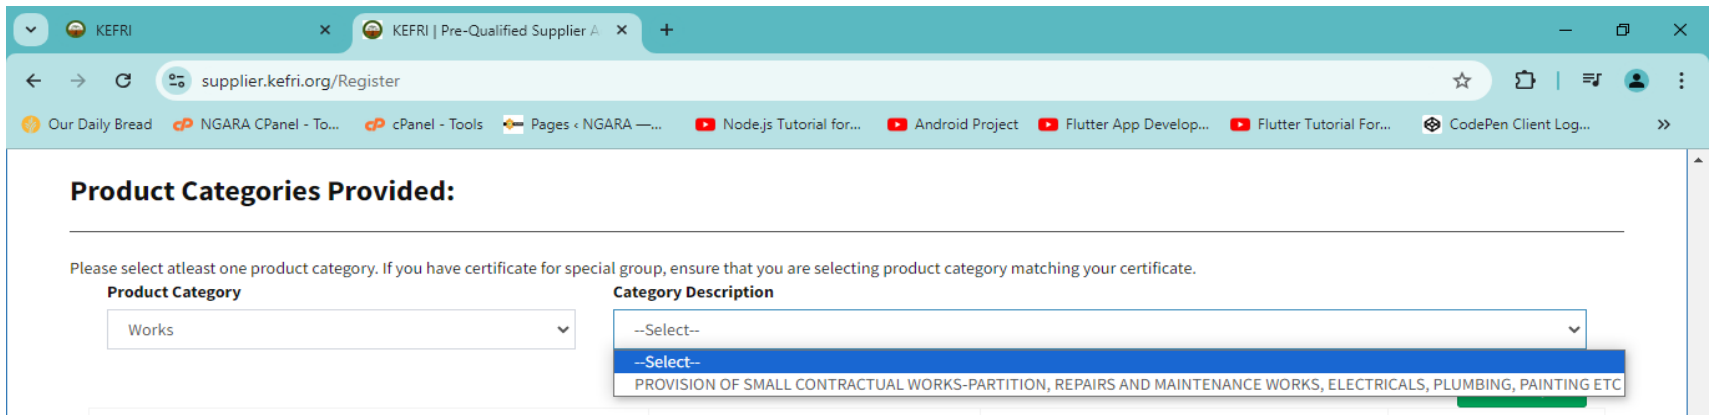 KEFRI
KEFRI | Pre-Qualified Supplier A
supplier.kefri.org/Register
Our Daily Bread
NGARA CPanel - To...
cPanel - Tools
Pages ‹ NGARA —...
Node.js Tutorial for...
Android Project
Flutter App Develop...
Flutter Tutorial For...
CodePen Client Log...
Product Categories Provided:
Please select atleast one product category. If you have certificate for special group, ensure that you are selecting product category matching your certificate.
Product Category
Category Description
Works
--Select--
--Select--
PROVISION OF SMALL CONTRACTUAL WORKS-PARTITION, REPAIRS AND MAINTENANCE WORKS, ELECTRICALS, PLUMBING, PAINTING ETC